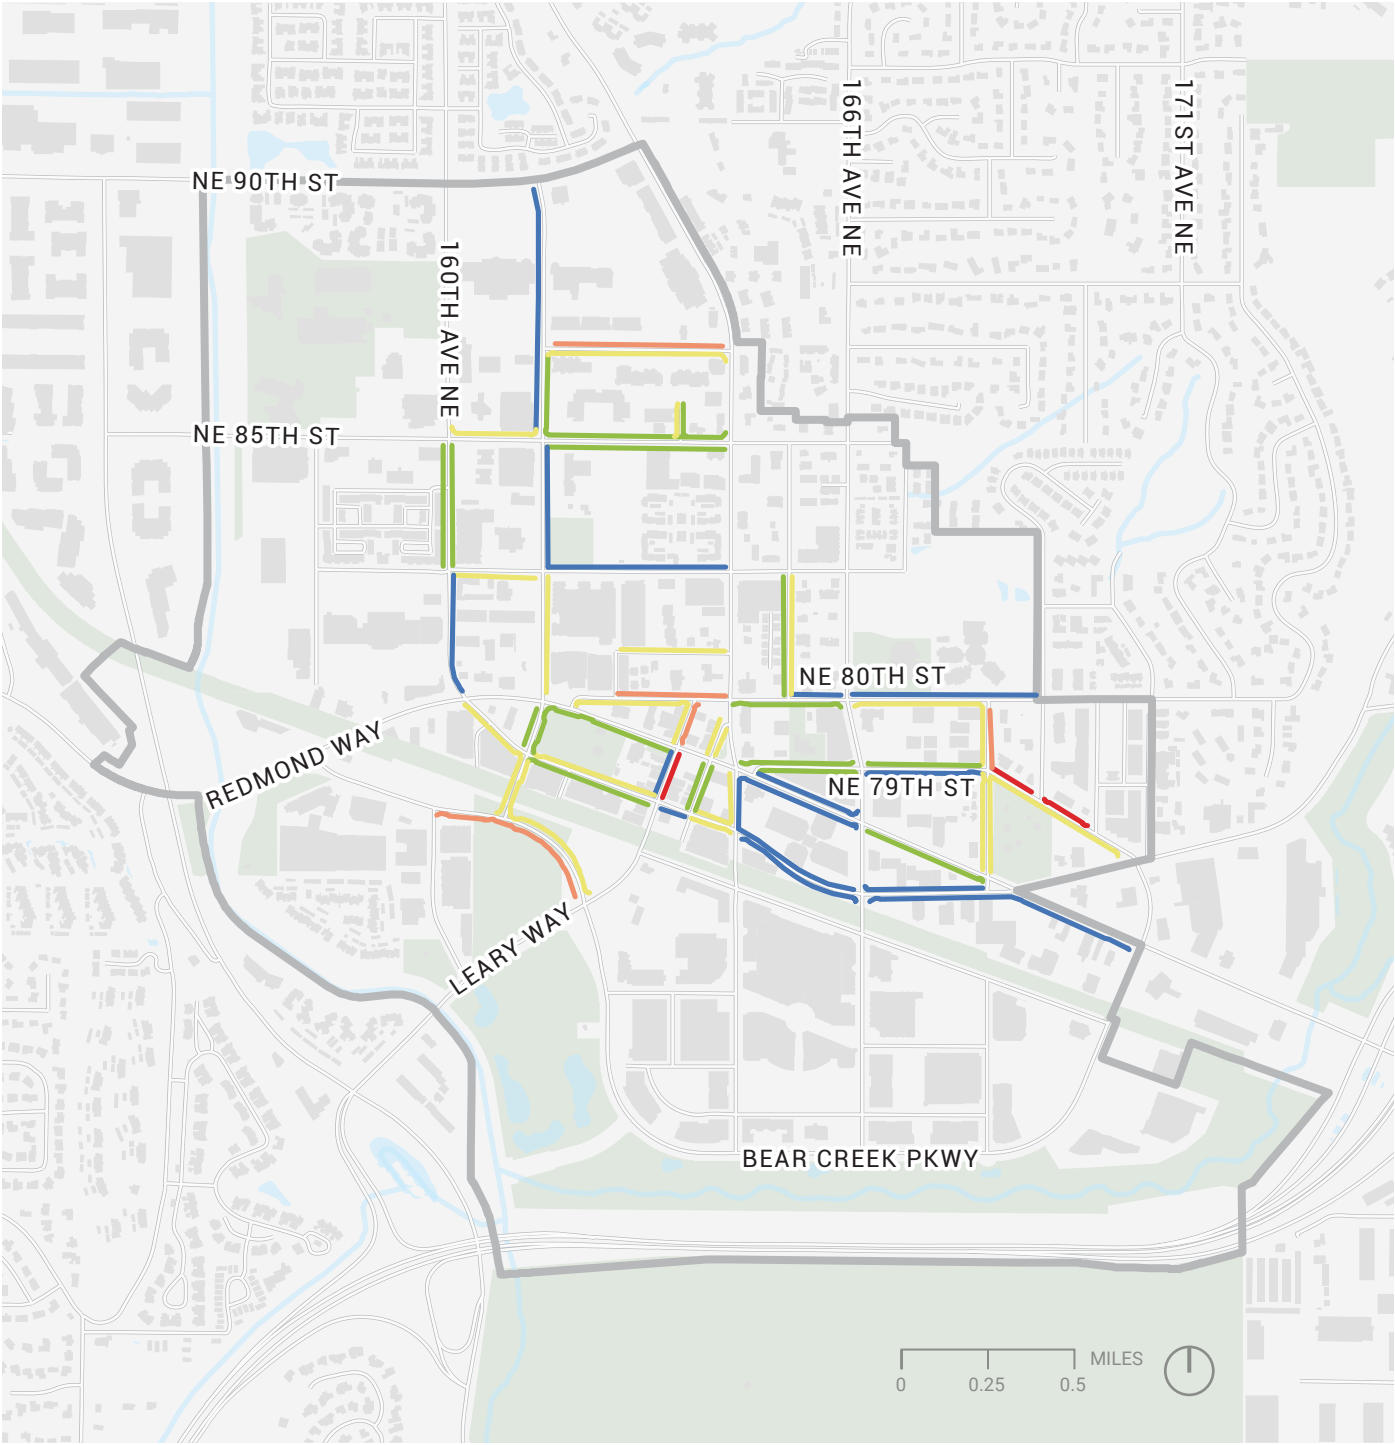 166TH AVE NE
171ST AVE NE
NE 90TH ST
160TH AVE NE
NE 85TH ST
NE 80TH ST
REDMOND WAY
NE 79TH ST
LEARY WAY
BEAR CREEK PKWY
MILES
0 0.25 0.5